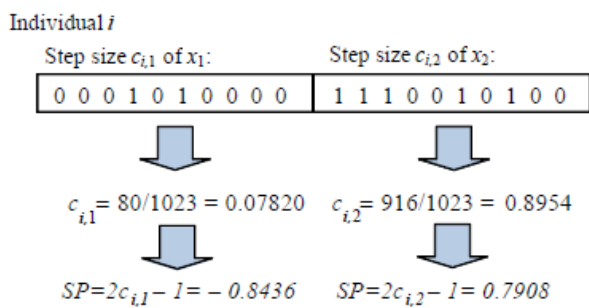 Individual i
Step size c_{i,1} of x_1: Step size c_{i,2} of x_2:
0 0 0 1 0 1 0 0 0 0 1 1 1 0 0 1 0 1 0 0
c_{i,1} = 80/1023 = 0.07820 c_{i,2} = 916/1023 = 0.8954
SP=2c_{i,1} – 1= – 0.8436 SP=2c_{i,2} – 1= 0.7908